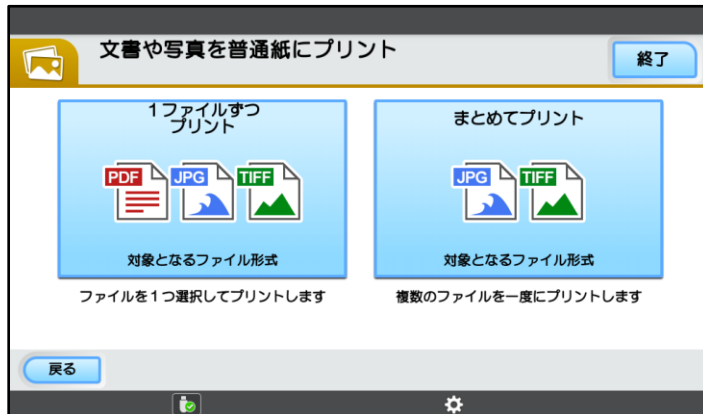 文書や写真を普通紙にプリント
終了
１ファイルずつ
プリント
PDF JPG TIFF
対象となるファイル形式
ファイルを１つ選択してプリントします
まとめてプリント
JPG TIFF
対象となるファイル形式
複数のファイルを一度にプリントします
戻る